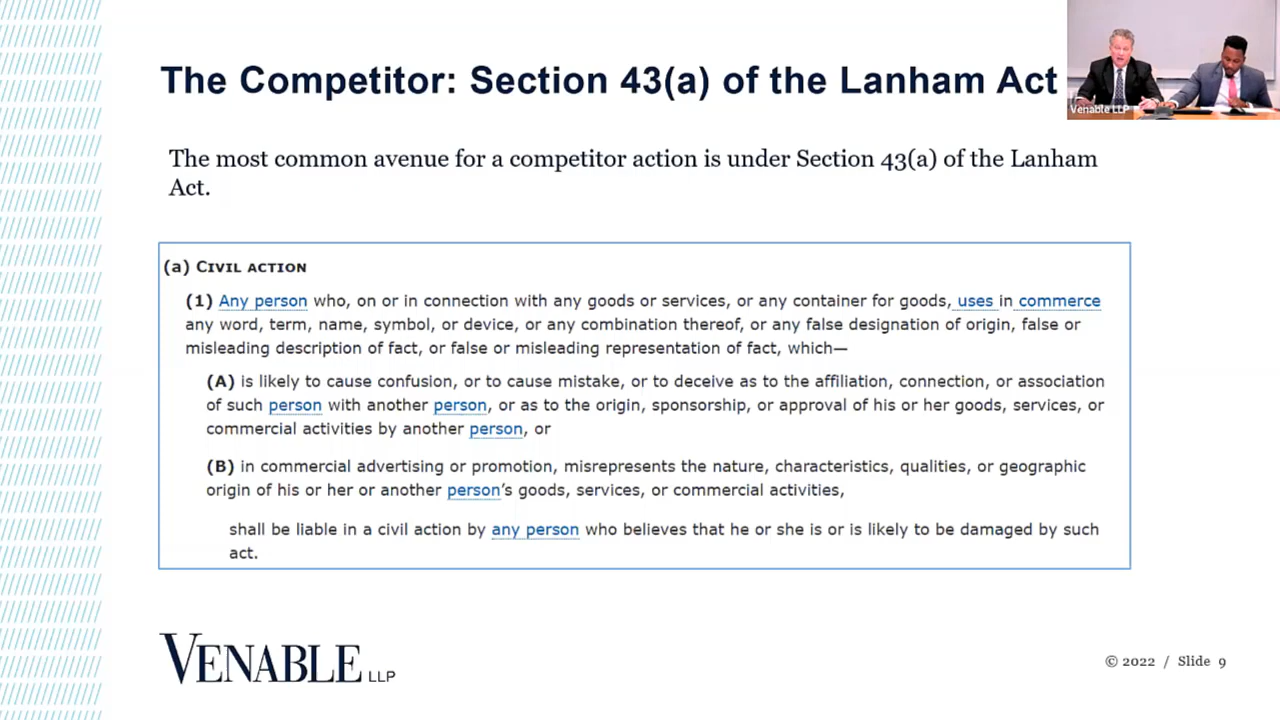 The Competitor: Section 43(a) of the Lanham Act
Venable LLP
The most common avenue for a competitor action is under Section 43(a) of the Lanham
Act.
(a) CIVIL ACTION
(1) Any person who, on or in connection with any goods or services, or any container for goods, uses in commerce
any word, term, name, symbol, or device, or any combination thereof, or any false designation of origin, false or
misleading description of fact, or false or misleading representation of fact, which—
(A) is likely to cause confusion, or to cause mistake, or to deceive as to the affiliation, connection, or association
of such person with another person, or as to the origin, sponsorship, or approval of his or her goods, services, or
commercial activities by another person, or
(B) in commercial advertising or promotion, misrepresents the nature, characteristics, qualities, or geographic
origin of his or her or another person’s goods, services, or commercial activities,
shall be liable in a civil action by any person who believes that he or she is or is likely to be damaged by such
act.
VENABLE LLP
© 2022 / Slide 9